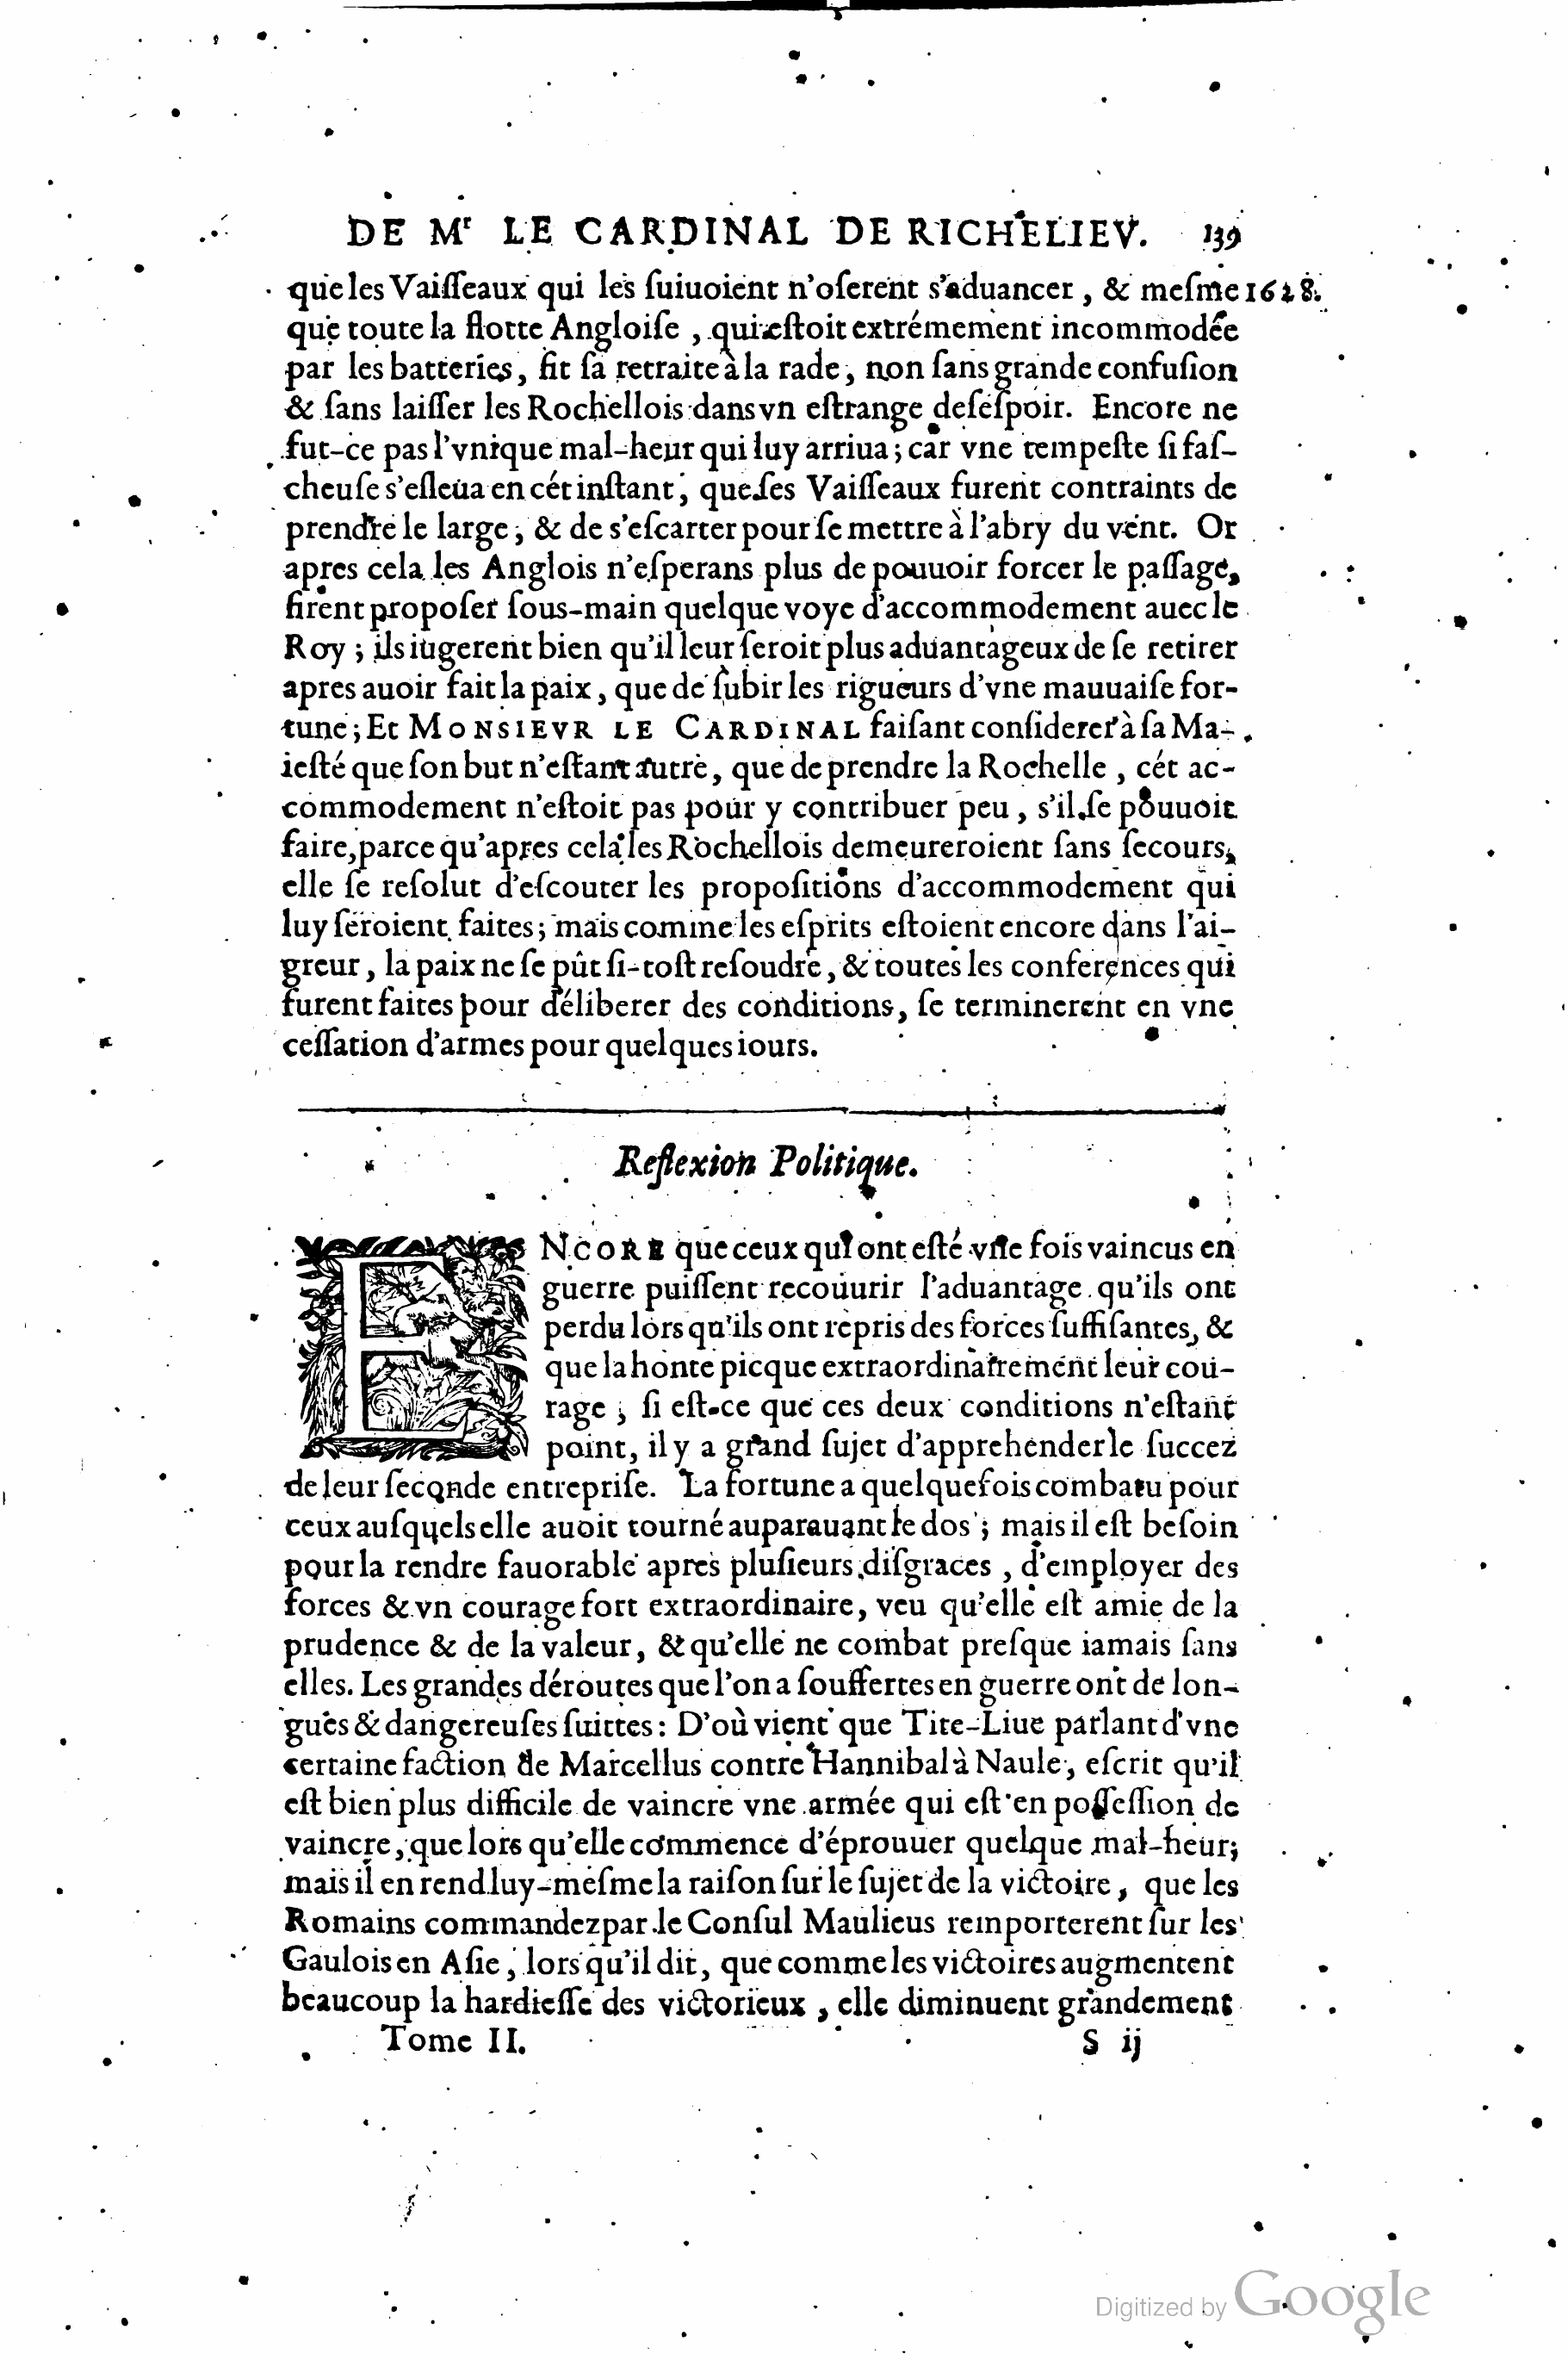 DE Mr LE CARDINAL DE RICHELIEV. 139
que les Vaiſſeaux qui les ſuiuoient n'oſerent s'aduancer, & meſme 1628.
que toute la flotte Angloiſe, qui eſtoit extrémement incommodée
par les batteries, fit ſa retraite à la rade, non ſans grande confuſion
& ſans laiſſer les Rochellois dans vn eſtrange deſeſpoir. Encore ne
fut-ce pas l'vnique mal-heur qui luy arriua; car vne tempeſte ſi faſ-
cheuſe s'eſleua en cét inſtant, que ſes Vaiſſeaux furent contraints de
prendre le large, & de s'eſcarter pour ſe mettre à l'abry du vent. Or
apres cela les Anglois n'eſperans plus de pouuoir forcer le paſſage,
firent propoſer ſous-main quelque voye d'accommodement auec le
Roy; ils iugerent bien qu'il leur ſeroit plus aduantageux de ſe retirer
apres auoir fait la paix, que de ſubir les rigueurs d'vne mauuaiſe for-
tune; Et MONSIEVR LE CARDINAL faiſant conſiderer à ſa Ma-
ieſté que ſon but n'eſtant autre, que de prendre la Rochelle, cét ac-
commodement n'eſtoit pas pour y contribuer peu, s'il ſe pouuoit
faire, parce qu'apres cela les Rochellois demeureroient ſans ſecours,
elle ſe reſolut d'eſcouter les propoſitions d'accommodement qui
luy ſeroient faites; mais comme les eſprits eſtoient encore dans l'ai-
greur, la paix ne ſe pût ſi-toſt reſoudre, & toutes les conferences qui
furent faites pour déliberer des conditions, ſe terminerent en vne
ceſſation d'armes pour quelques iours.
Reflexion Politique.
ENCORE que ceux qui ont eſté vne fois vaincus en
guerre puiſſent recouurir l'aduantage qu'ils ont
perdu lors qu'ils ont repris des forces ſuffiſantes, &
que la honte picque extraordinairement leur cou-
rage; ſi eſt-ce que ces deux conditions n'eſtant
point, il y a grand ſujet d'apprehender le ſuccez
de leur ſeconde entrepriſe. La fortune a quelquefois combatu pour
ceux auſquels elle auoit tourné auparauant le dos; mais il eſt beſoin
pour la rendre fauorable apres pluſieurs diſgraces, d'employer des
forces & vn courage fort extraordinaire, veu qu'elle eſt amie de la
prudence & de la valeur, & qu'elle ne combat preſque iamais ſans
elles. Les grandes déroutes que l'on a ſouffertes en guerre ont de lon-
gues & dangereuſes ſuittes: D'où vient que Tite-Liue parlant d'vne
certaine faction de Marcellus contre Hannibal à Naule, eſcrit qu'il
eſt bien plus difficile de vaincre vne armée qui eſt en poſſeſſion de
vaincre, que lors qu'elle commence d'éprouuer quelque mal-heur;
mais il en rend luy-meſme la raiſon ſur le ſujet de la victoire, que les
Romains commandez par le Conſul Maulieus remporterent ſur les
Gaulois en Aſie, lors qu'il dit, que comme les victoires augmentent
beaucoup la hardieſſe des victorieux, elle diminuent grandement
Tome II. S ij
Digitized by Google